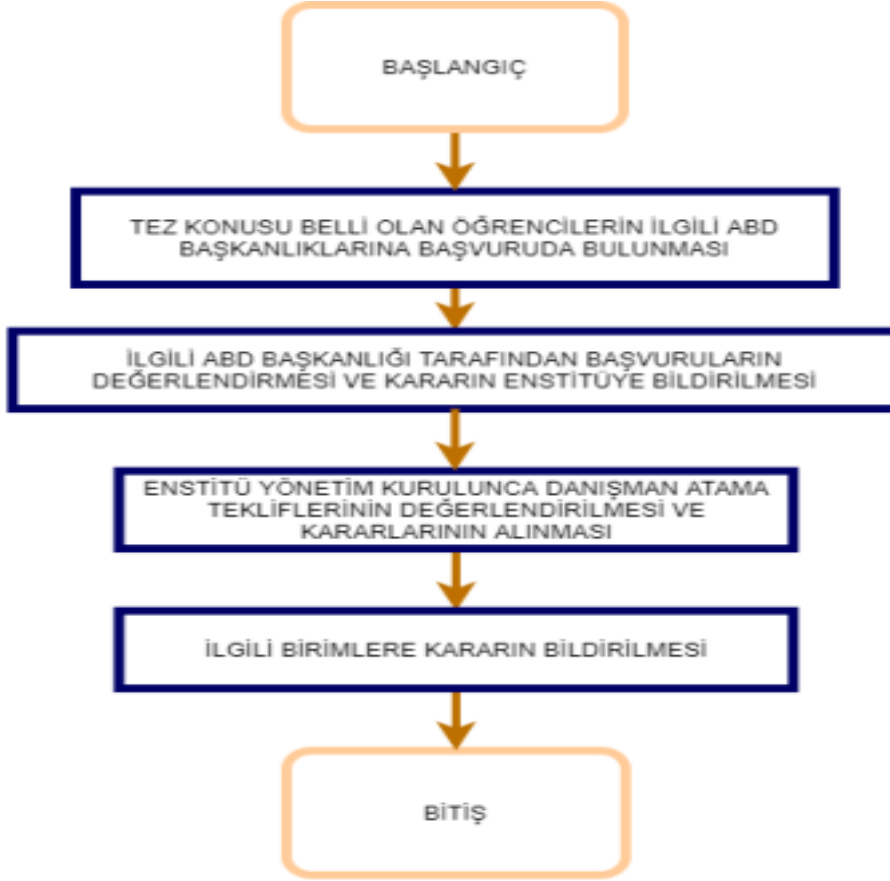 BAŞLANGIÇ
TEZ KONUSU BELLİ OLAN ÖĞRENCİLERİN İLGİLİ ABD
BAŞKANLIKLARINA BAŞVURUDA BULUNMASI
İLGİLİ ABD BAŞKANLIĞI TARAFINDAN BAŞVURULARIN
DEĞERLENDİRMESİ VE KARARIN ENSTİTÜYE BİLDİRİLMESİ
ENSTİTÜ YÖNETİM KURULUNCA DANIŞMAN ATAMA
TEKLİFLERİNİN DEĞERLENDİRİLMESİ VE
KARARLARININ ALINMASI
İLGİLİ BİRİMLERE KARARIN BİLDİRİLMESİ
BİTİŞ